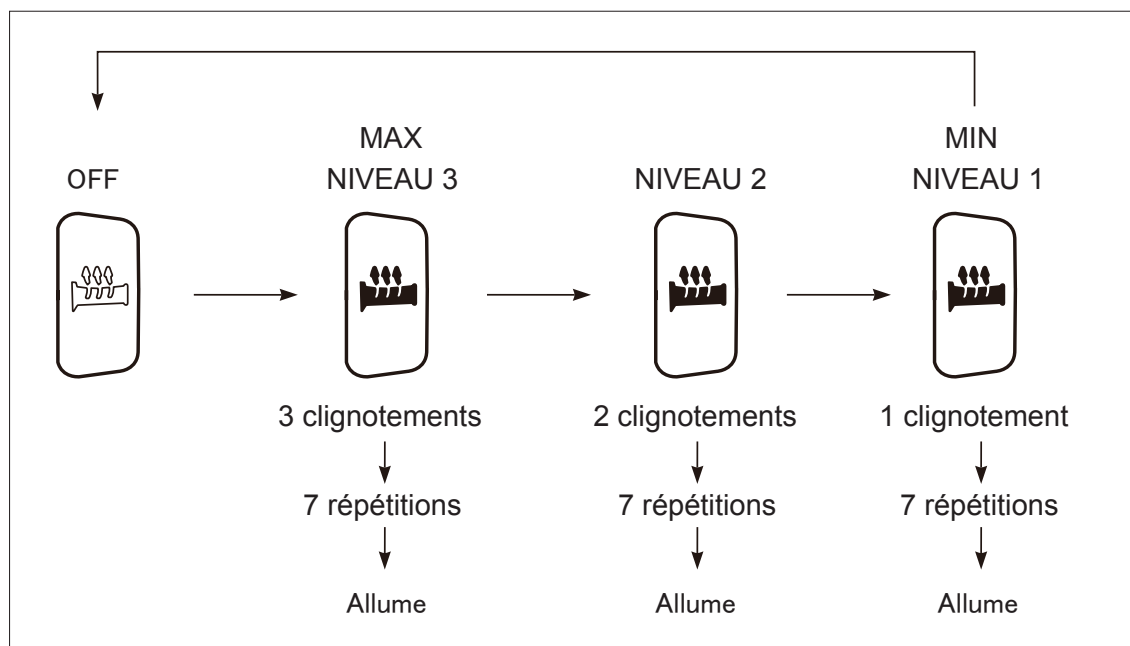 MAX
MIN
OFF
NIVEAU 3
NIVEAU 2
NIVEAU 1
3 clignotements
2 clignotements
1 clignotement
7 répétitions
7 répétitions
7 répétitions
Allume
Allume
Allume